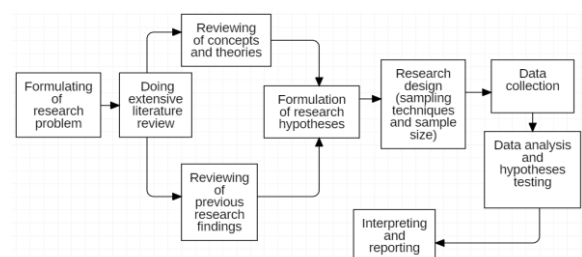 Reviewing
of concepts
and theories
Formulating
of
research
problem
Doing
extensive
literature
review
Formulation
of research
hypotheses
Research
design
(sampling
techniques
and sample
size)
Data
collection
Reviewing
of
previous
research
findings
Data analysis
and
hypotheses
testing
Interpreting
and
reporting